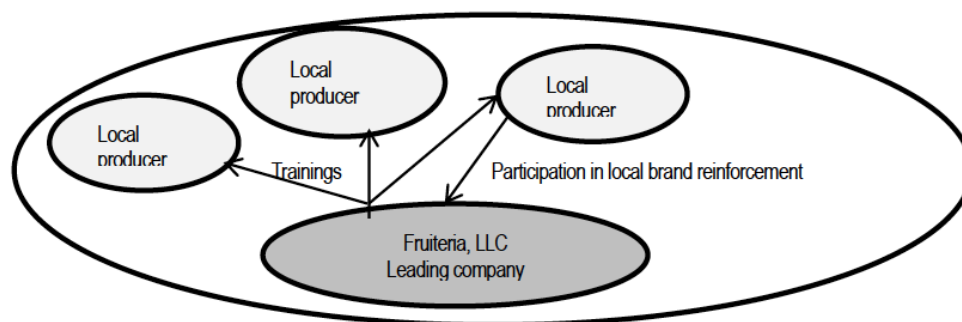 Local
producer
Local
producer
Local
producer
Trainings
Participation in local brand reinforcement
Fruiteria, LLC
Leading company